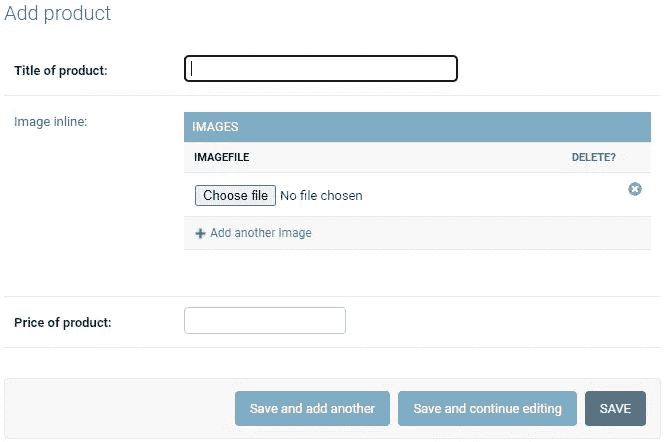 Add product
Title of product:
Image inline:
IMAGES
IMAGEFILE DELETE?
Choose file No file chosen
Add another Image
Price of product:
Save and add another Save and continue editing SAVE